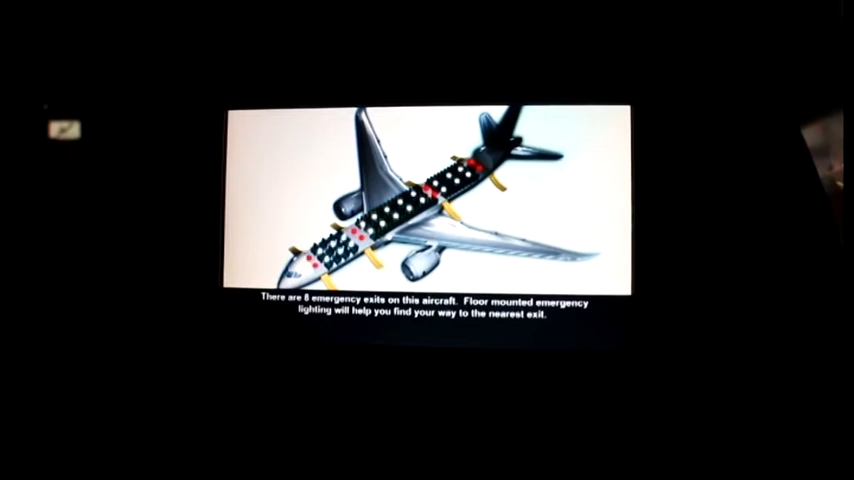 There are 8 emergency exits on this aircraft.  Floor mounted emergency
lighting will help you find your way to the nearest exit.